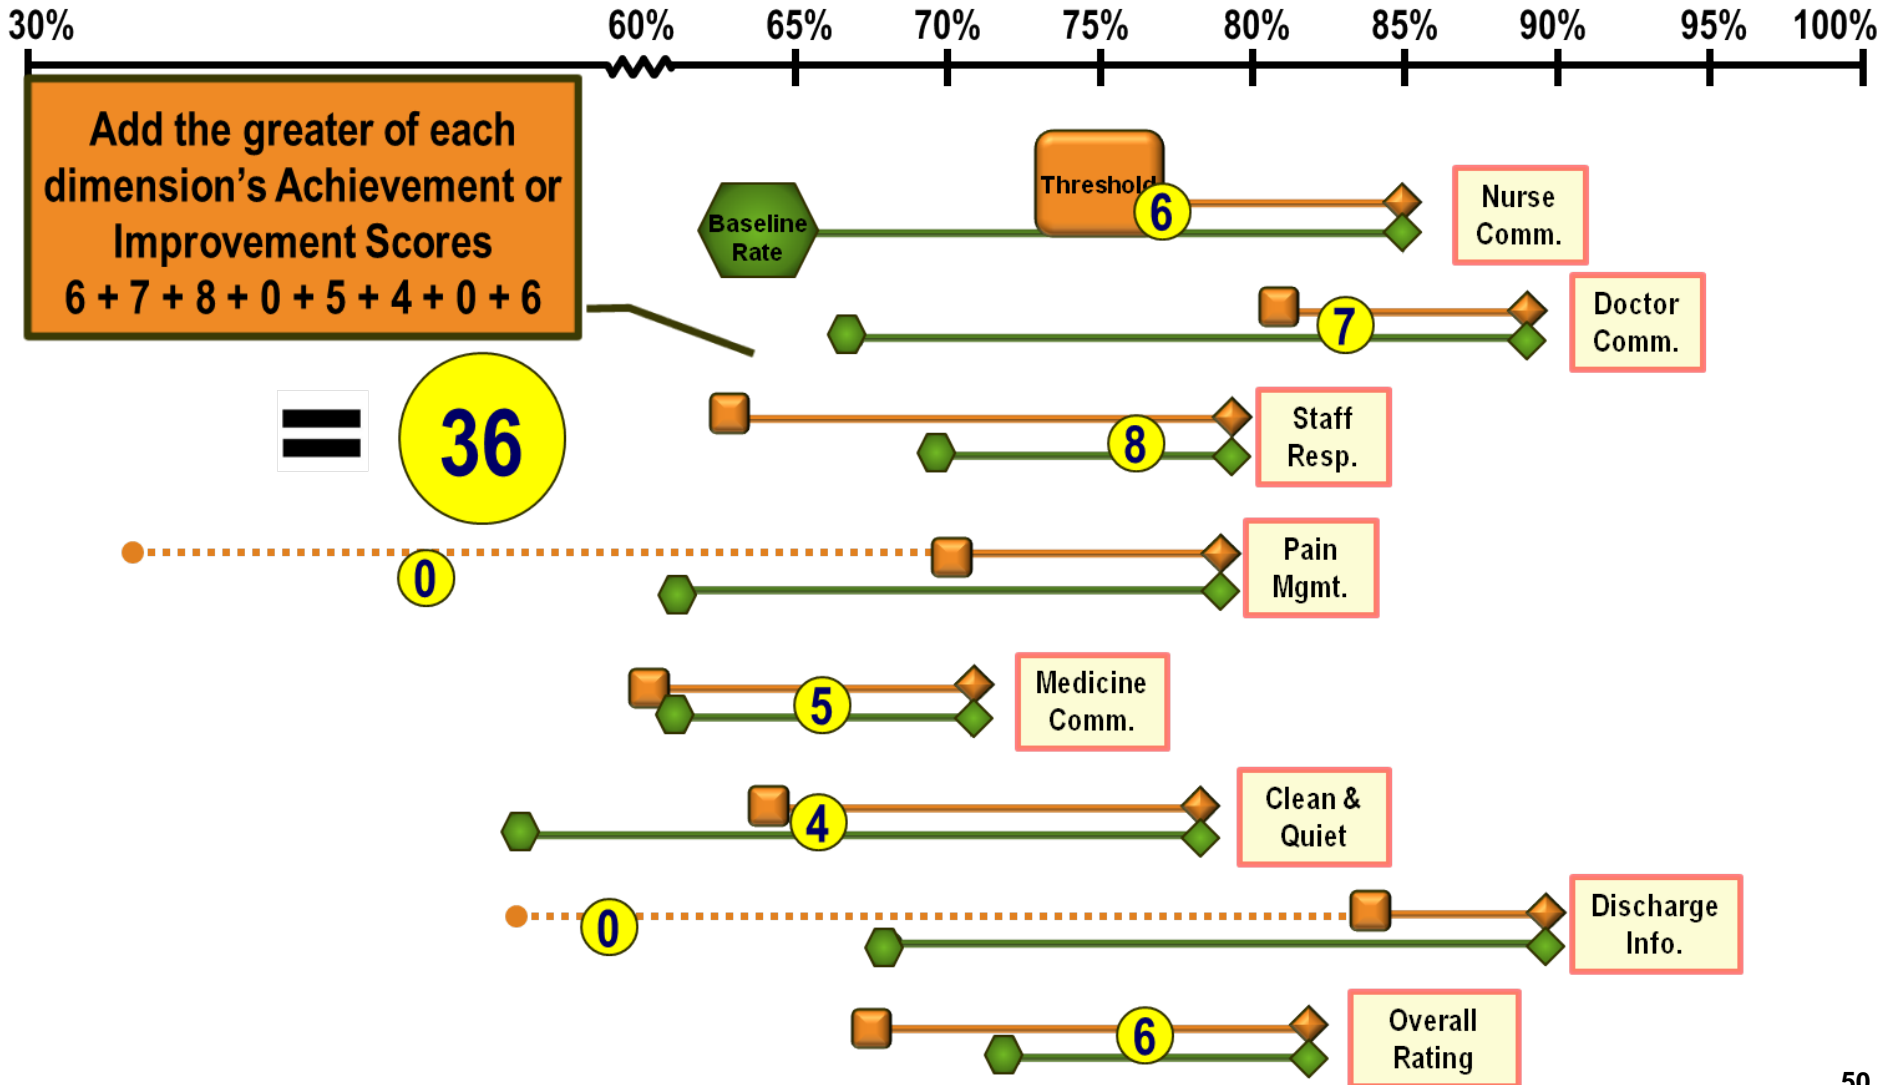 30% 60% 65% 70% 75% 80% 85% 90% 95% 100%
Add the greater of each
dimension's Achievement or
Improvement Scores
6 + 7 + 8 + 0 + 5 + 4 + 0 + 6
= 36
Threshold
6
Nurse
Comm.
Baseline
Rate
7
Doctor
Comm.
8
Staff
Resp.
0
Pain
Mgmt.
5
Medicine
Comm.
4
Clean &
Quiet
0
Discharge
Info.
6
Overall
Rating
50